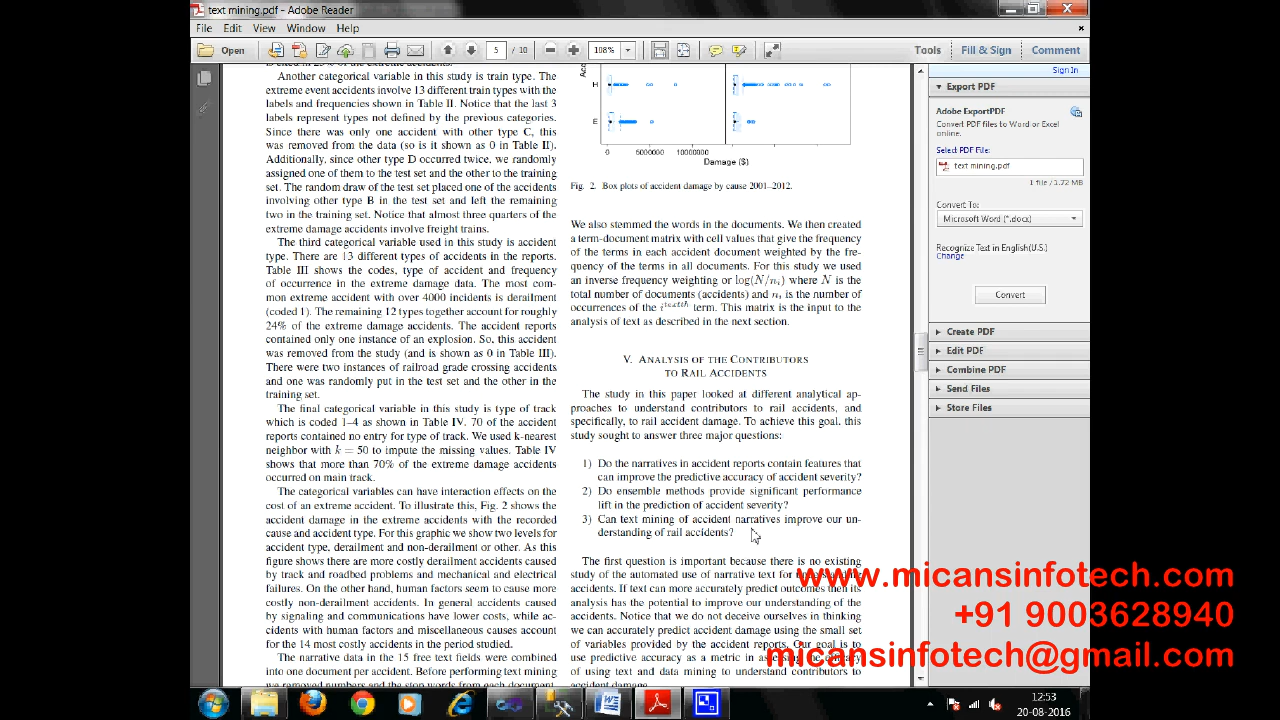 text mining.pdf - Adobe Reader
File Edit View Window Help
Open 5 / 10 108% Tools Fill & Sign Comment
Another categorical variable in this study is train type. The
extreme event accidents involve 13 different train types with the
labels and frequencies shown in Table II. Notice that the last 3
labels represent types not defined by the previous categories.
Since there was only one accident with other type C, this
was removed from the data (so is it shown as 0 in Table II).
Additionally, since other type D occurred twice, we randomly
assigned one of them to the test set and the other to the training
set. The random draw of the test set placed one of the accidents
involving other type B in the test set and left the remaining
two in the training set. Notice that almost three quarters of the
extreme damage accidents involve freight trains.
The third categorical variable used in this study is accident
type. There are 13 different types of accidents in the reports.
Table III shows the codes, type of accident and frequency
of occurrence in the extreme damage data. The most com-
mon extreme accident with over 4000 incidents is derailment
(coded 1). The remaining 12 types together account for roughly
24% of the extreme damage accidents. The accident reports
contained only one instance of an explosion. So, this accident
was removed from the study (and is shown as 0 in Table III).
There were two instances of railroad grade crossing accidents
and one was randomly put in the test set and the other in the
training set.
The final categorical variable in this study is type of track
which is coded 1–4 as shown in Table IV. 70 of the accident
reports contained no entry for type of track. We used k-nearest
neighbor with k = 50 to impute the missing values. Table IV
shows that more than 70% of the extreme damage accidents
occurred on main track.
The categorical variables can have interaction effects on the
cost of an extreme accident. To illustrate this, Fig. 2 shows the
accident damage in the extreme accidents with the recorded
cause and accident type. For this graphic we show two levels for
accident type, derailment and non-derailment or other. As this
figure shows there are more costly derailment accidents caused
by track and roadbed problems and mechanical and electrical
failures. On the other hand, human factors seem to cause more
costly non-derailment accidents. In general accidents caused
by signaling and communications have lower costs, while ac-
cidents with human factors and miscellaneous causes account
for the 14 most costly accidents in the period studied.
The narrative data in the 15 free text fields were combined
into one document per accident. Before performing text mining
H
E
0 5000000 10000000
Damage ($)
Fig. 2. Box plots of accident damage by cause 2001–2012.
We also stemmed the words in the documents. We then created
a term-document matrix with cell values that give the frequency
of the terms in each accident document weighted by the fre-
quency of the terms in all documents. For this study we used
an inverse frequency weighting or log(N/ni) where N is the
total number of documents (accidents) and ni is the number of
occurrences of the i^textth term. This matrix is the input to the
analysis of text as described in the next section.
V. Analysis of the Contributors
to Rail Accidents
The study in this paper looked at different analytical ap-
proaches to understand contributors to rail accidents, and
specifically, to rail accident damage. To achieve this goal, this
study sought to answer three major questions:
1) Do the narratives in accident reports contain features that
can improve the predictive accuracy of accident severity?
2) Do ensemble methods provide significant performance
lift in the prediction of accident severity?
3) Can text mining of accident narratives improve our un-
derstanding of rail accidents?
The first question is important because there is no existing
study of the automated use of narrative text for
accidents. If text can more accurately predict outcomes then its
analysis has the potential to improve our understanding of the
accidents. Notice that we do not deceive ourselves in thinking
we can accurately predict accident damage using the small set
of variables provided by the accident reports. Our goal is to
use predictive accuracy as a metric in
of using text and data mining to understand contributors to
accident damage.
Sign In
Export PDF
Adobe ExportPDF
Convert PDF files to Word or Excel
online.
Select PDF File:
text mining.pdf
1 file / 1.72 MB
Convert To:
Microsoft Word (*.docx)
Recognize Text in English(U.S.)
Change
Convert
Create PDF
Edit PDF
Combine PDF
Send Files
Store Files
www.micansinfotech.com
+91 9003628940
micansinfotech@gmail.com
12:53
20-08-2016